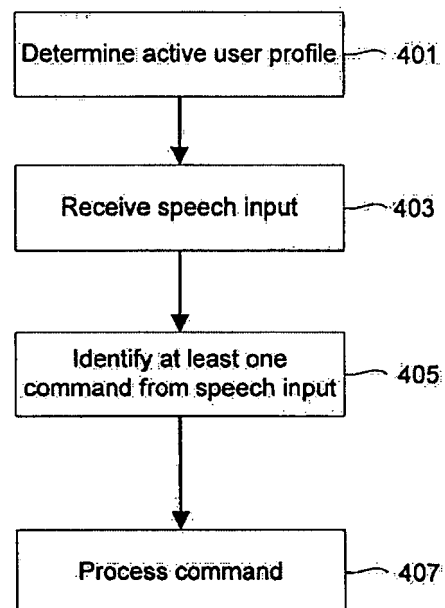 Determine active user profile 401
Receive speech input 403
Identify at least one
command from speech input 405
Process command 407